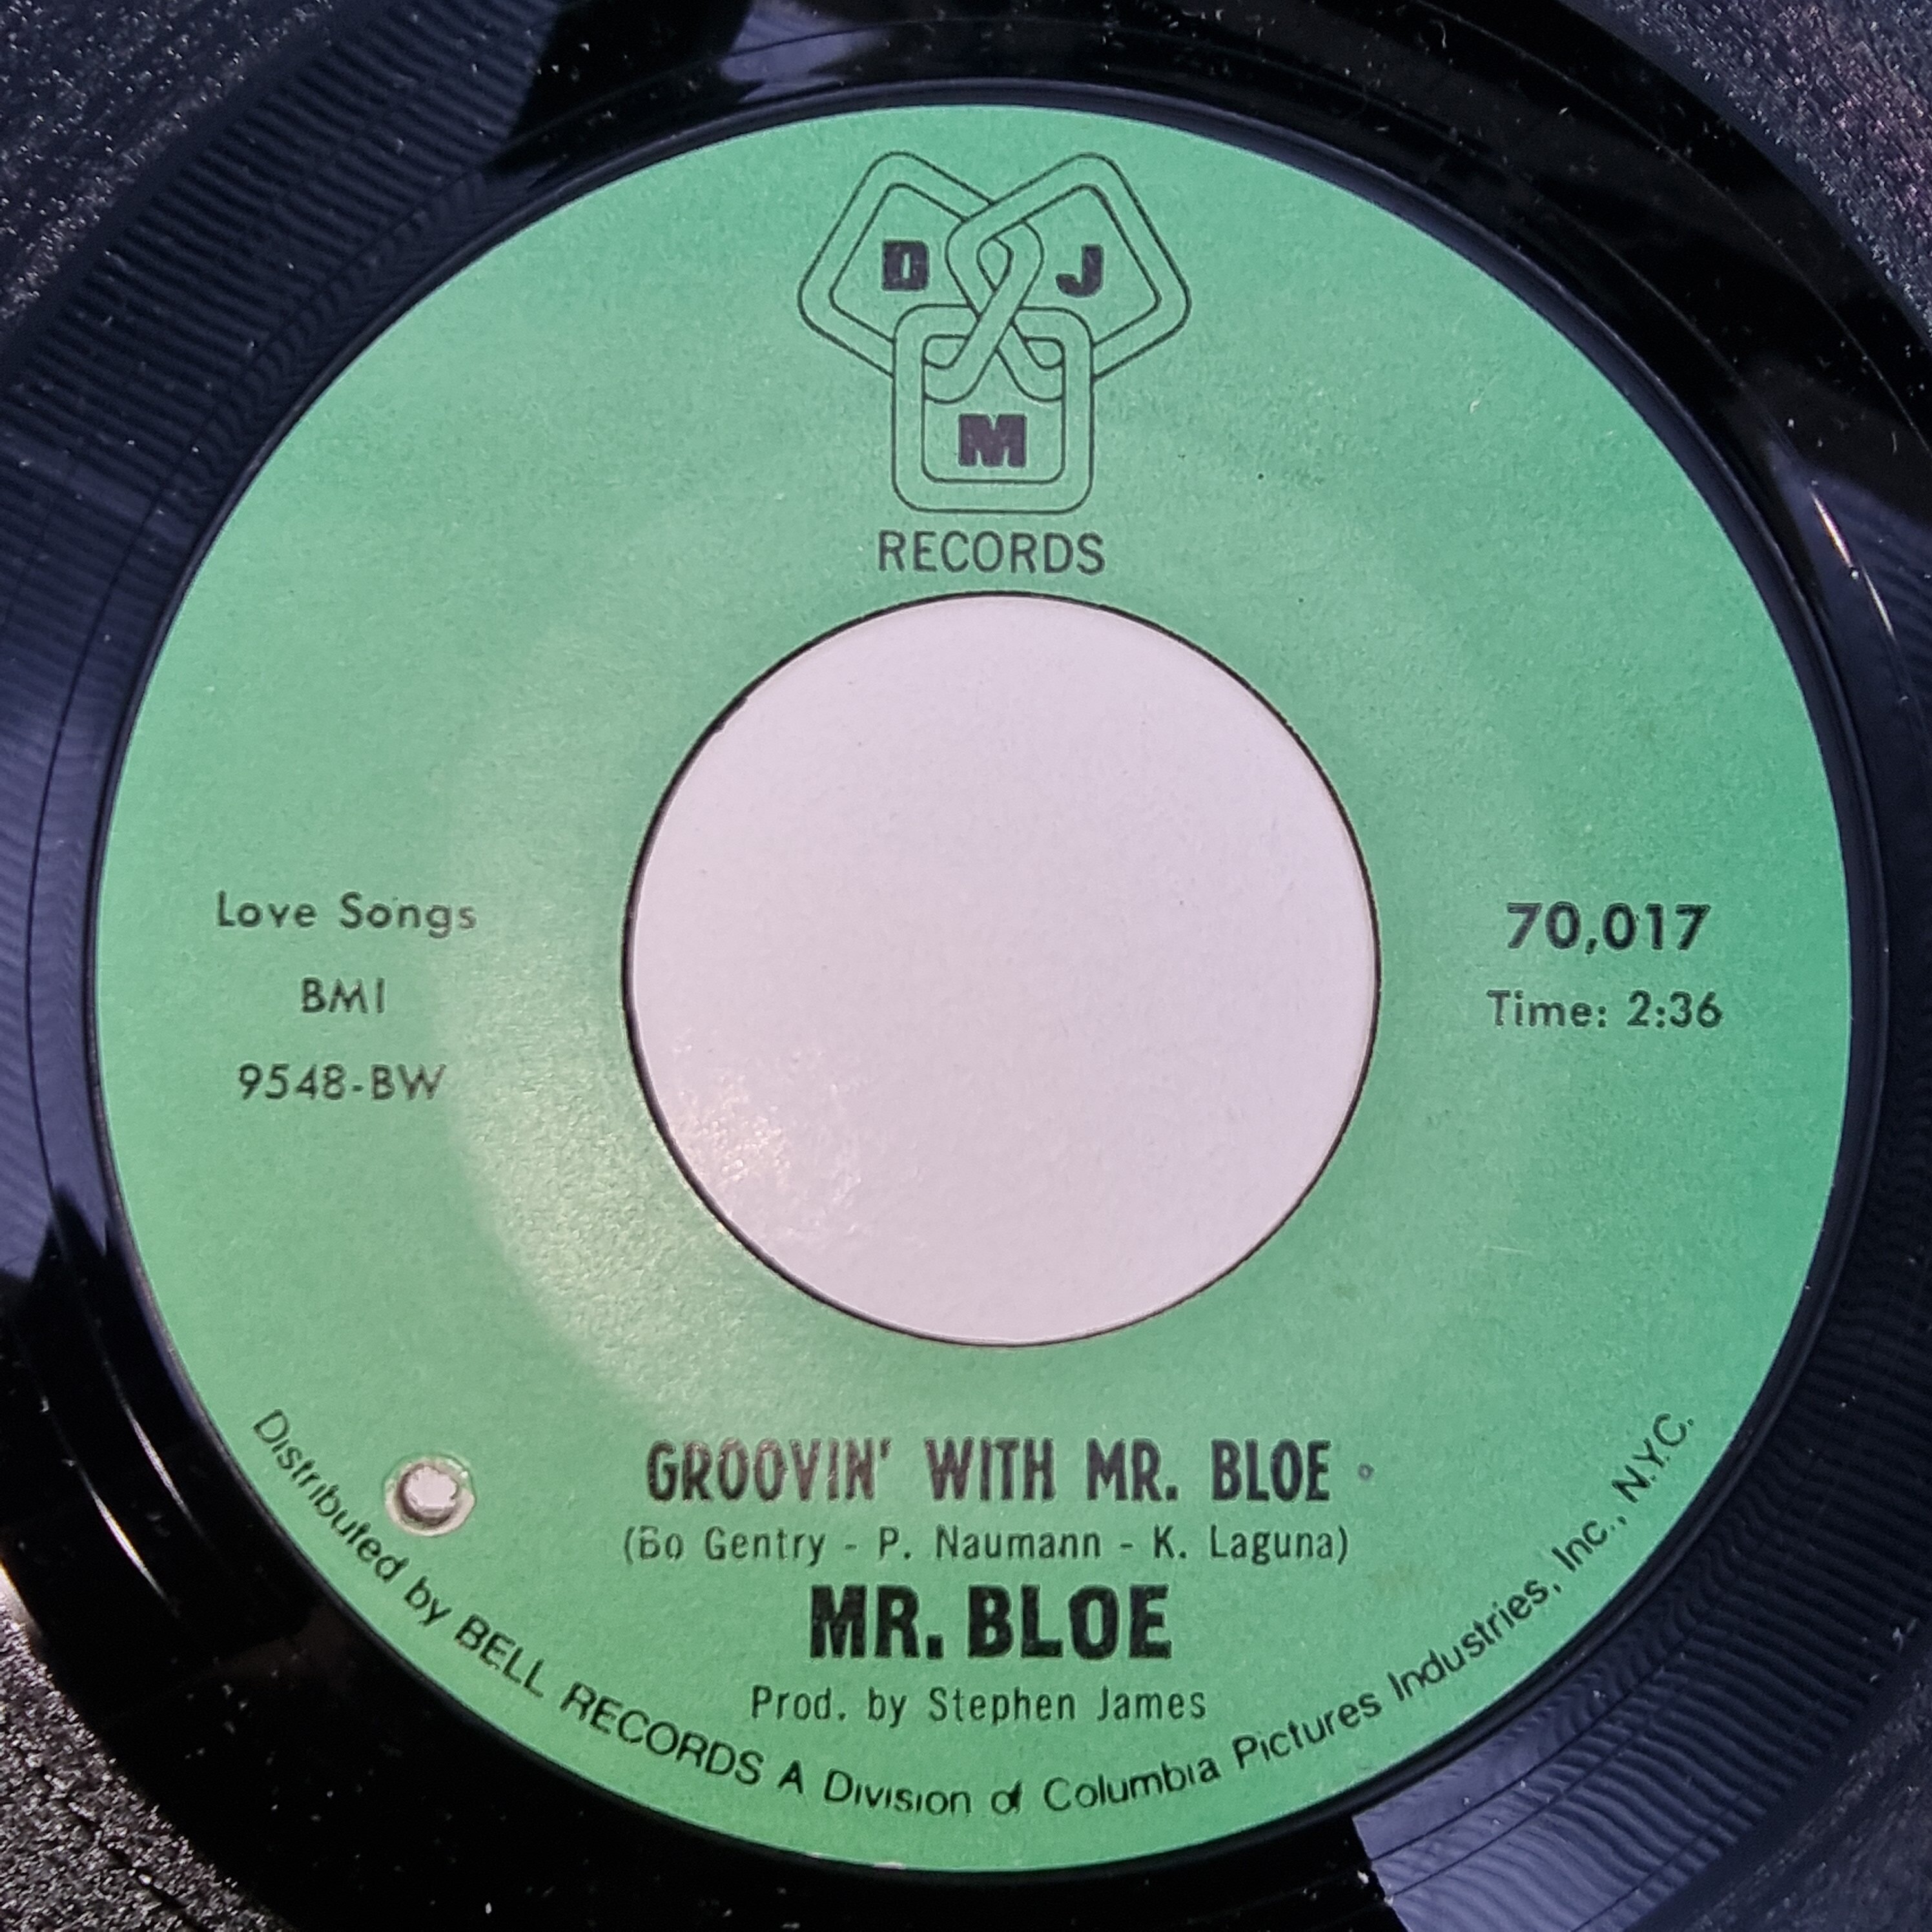 D J
M
RECORDS
Love Songs
BMI
9548-BW
70,017
Time: 2:36
GROOVIN' WITH MR. BLOE
(Bo Gentry - P. Naumann - K. Laguna)
MR. BLOE
Prod. by Stephen James
Distributed by BELL RECORDS A Division of Columbia Pictures Industries, Inc., N.Y.C.